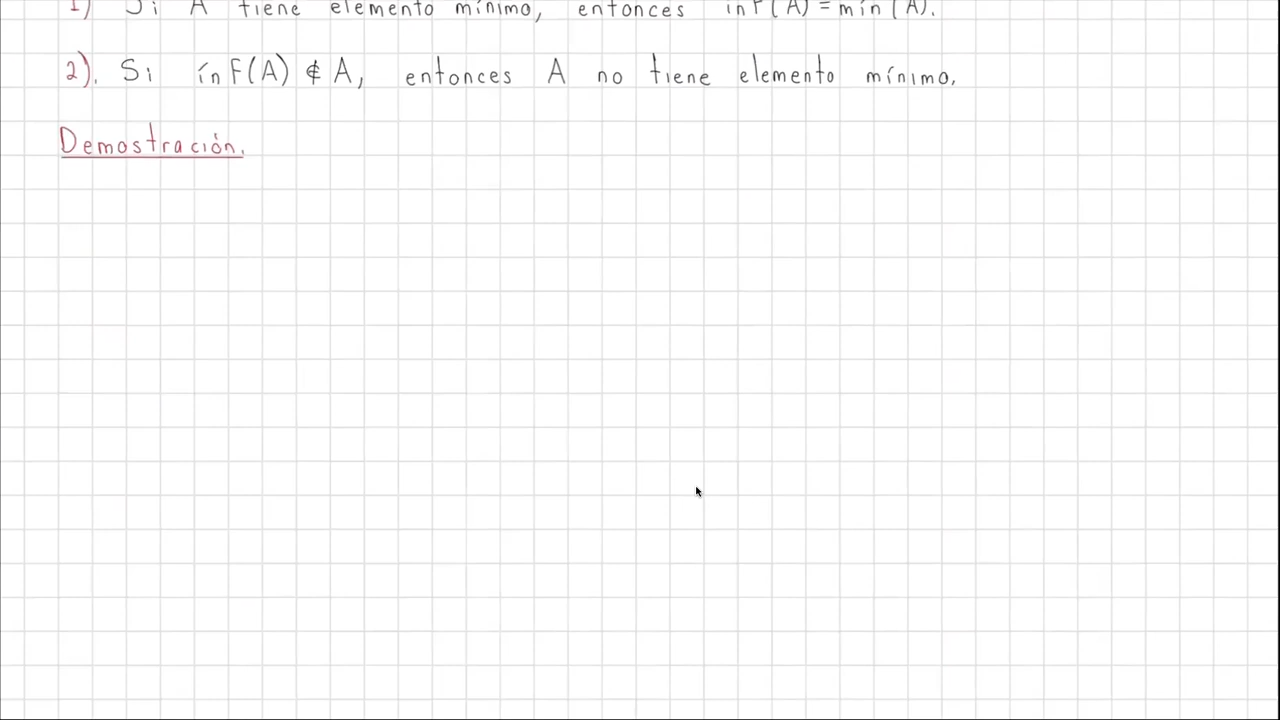 1) Si A tiene elemento mínimo, entonces ínf(A) = mín(A).
2). Si ínf(A) ∉ A, entonces A no tiene elemento mínimo.
Demostración.